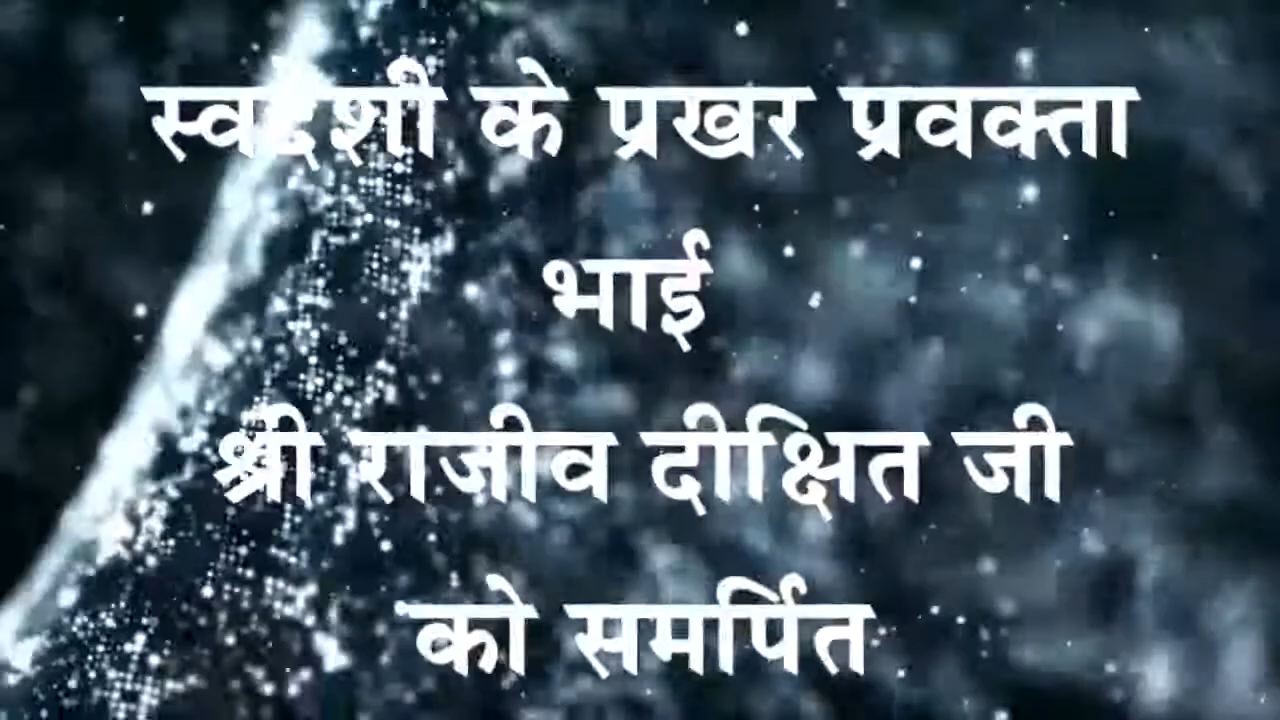 स्वदेशी के प्रखर प्रवक्ता
भाई
श्री राजीव दीक्षित जी
को समर्पित